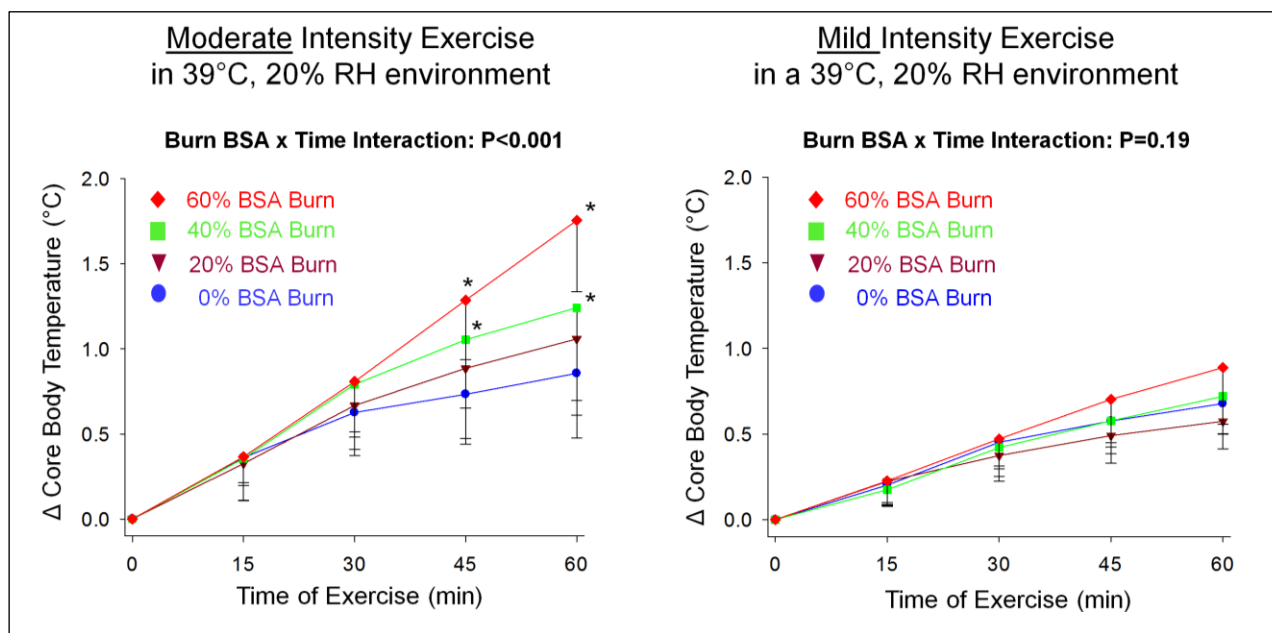 Moderate Intensity Exercise
in 39°C, 20% RH environment
Burn BSA x Time Interaction: P<0.001
Δ Core Body Temperature (°C)
2.0
1.5
1.0
0.5
0.0
60% BSA Burn
40% BSA Burn
20% BSA Burn
0% BSA Burn
*
*
*
*
0
15
30
45
60
Time of Exercise (min)
Mild Intensity Exercise
in a 39°C, 20% RH environment
Burn BSA x Time Interaction: P=0.19
Δ Core Body Temperature (°C)
2.0
1.5
1.0
0.5
0.0
60% BSA Burn
40% BSA Burn
20% BSA Burn
0% BSA Burn
0
15
30
45
60
Time of Exercise (min)